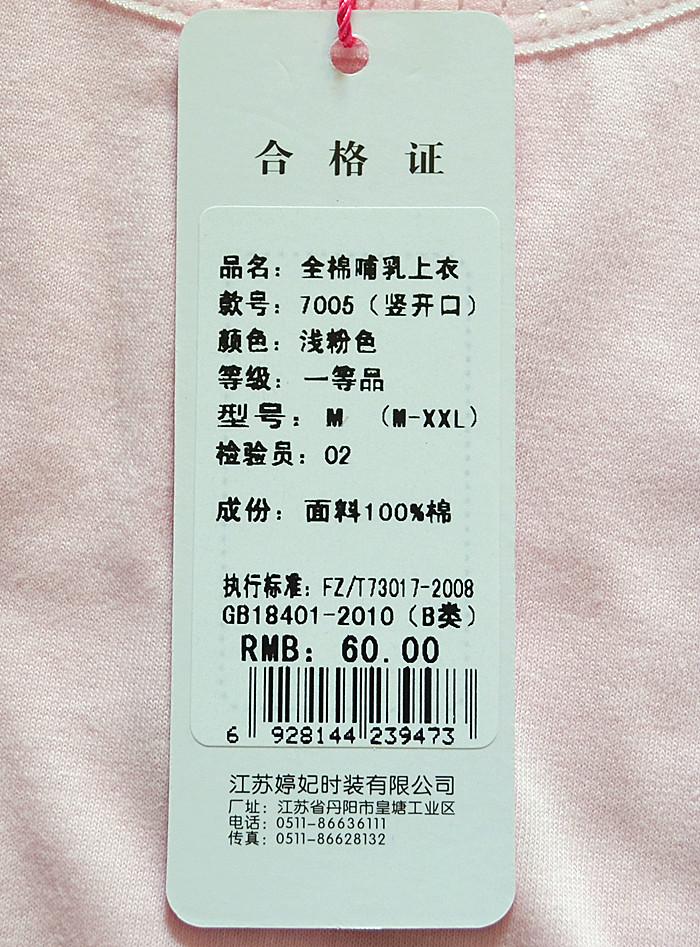 合格证
品名：全棉哺乳上衣
款号：7005（竖开口）
颜色：浅粉色
等级：一等品
型号：M （M-XXL）
检验员：02
成份：面料100%棉
执行标准：FZ/T73017-2008
GB18401-2010（B类）
RMB：60.00
6 928144 239473
江苏婷妃时装有限公司
厂址：江苏省丹阳市皇塘工业区
电话：0511-86636111
传真：0511-86628132